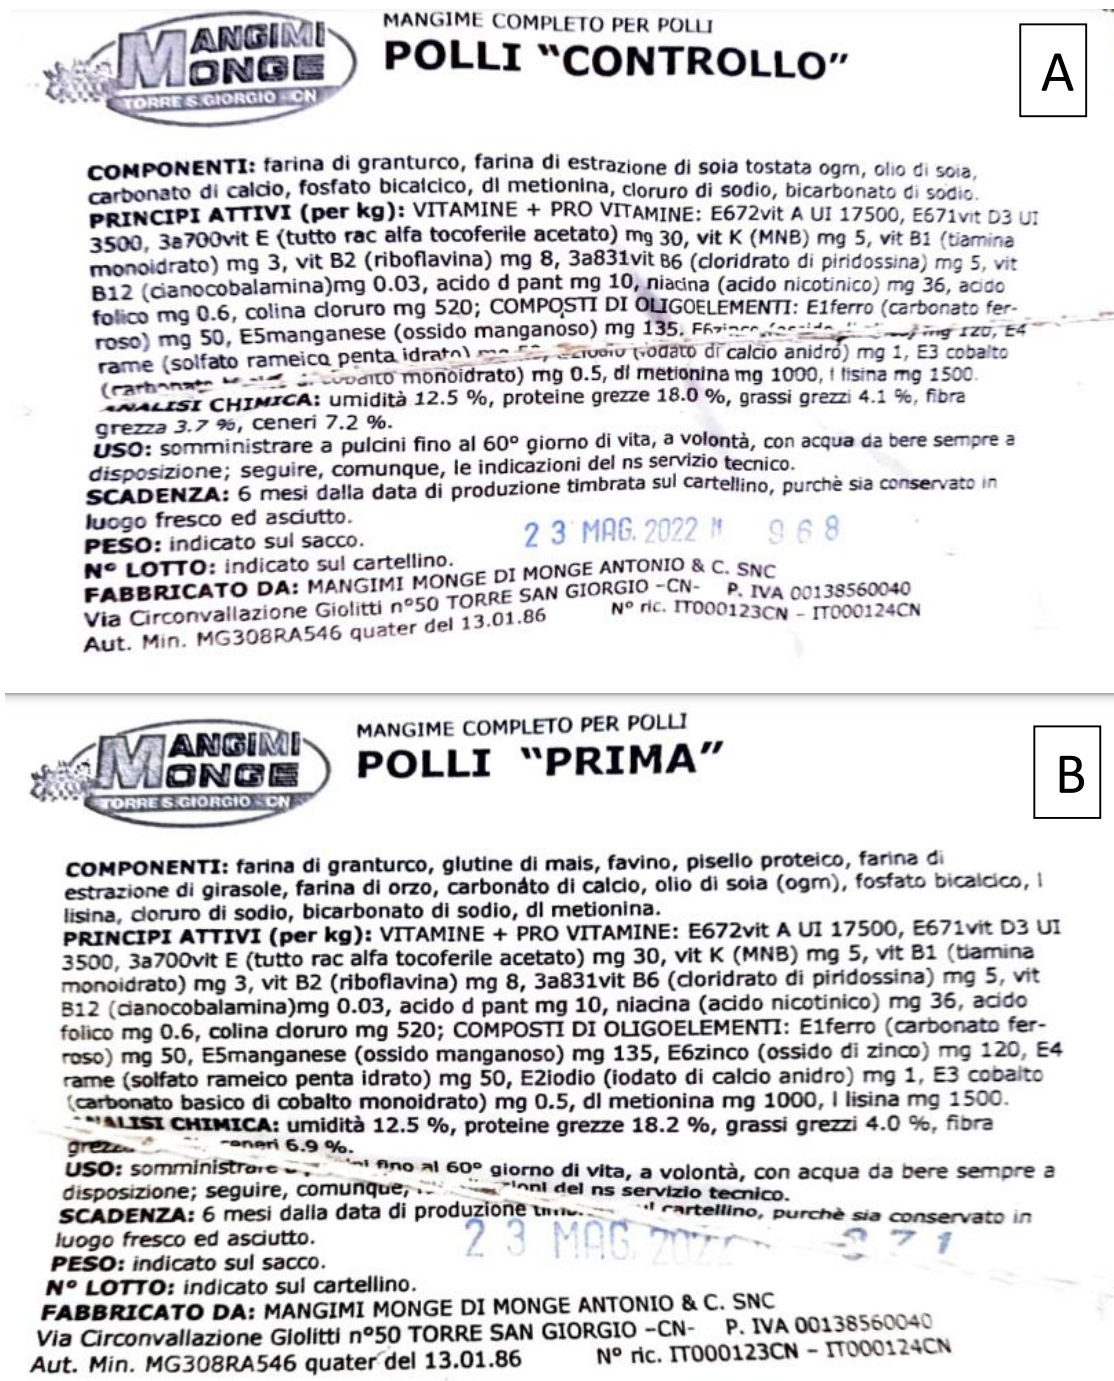 MANGIMI
MONGE
TORRE S.GIORGIO - CN
MANGIME COMPLETO PER POLLI
POLLI “CONTROLLO”
A
COMPONENTI: farina di granturco, farina di estrazione di soia tostata ogm, olio di soia,
carbonato di calcio, fosfato bicalcico, dl metionina, cloruro di sodio, bicarbonato di sodio.
PRINCIPI ATTIVI (per kg): VITAMINE + PRO VITAMINE: E672vit A UI 17500, E671vit D3 UI
3500, 3a700vit E (tutto rac alfa tocoferile acetato) mg 30, vit K (MNB) mg 5, vit B1 (tiamina
monoidrato) mg 3, vit B2 (riboflavina) mg 8, 3a831vit B6 (cloridrato di piridossina) mg 5, vit
B12 (cianocobalamina)mg 0.03, acido d pant mg 10, niacina (acido nicotinico) mg 36, acido
folico mg 0.6, colina cloruro mg 520; COMPOSTI DI OLIGOELEMENTI: E1ferro (carbonato fer-
roso) mg 50, E5manganese (ossido manganoso) mg 135, E6zinco mg 120, E4
rame (solfato rameico penta idrato) (iodato di calcio anidro) mg 1, E3 cobalto
(carbonato cobalto monoidrato) mg 0.5, dl metionina mg 1000, l lisina mg 1500.
ANALISI CHIMICA: umidità 12.5 %, proteine grezze 18.0 %, grassi grezzi 4.1 %, fibra
grezza 3.7 %, ceneri 7.2 %.
USO: somministrare a pulcini fino al 60° giorno di vita, a volontà, con acqua da bere sempre a
disposizione; seguire, comunque, le indicazioni del ns servizio tecnico.
SCADENZA: 6 mesi dalla data di produzione timbrata sul cartellino, purchè sia conservato in
luogo fresco ed asciutto.
23 MAG. 2022 N 968
PESO: indicato sul sacco.
N° LOTTO: indicato sul cartellino.
FABBRICATO DA: MANGIMI MONGE DI MONGE ANTONIO & C. SNC
Via Circonvallazione Giolitti n°50 TORRE SAN GIORGIO -CN- P. IVA 00138560040
Aut. Min. MG308RA546 quater del 13.01.86 N° ric. IT000123CN - IT000124CN
MANGIMI
MONGE
TORRE S.GIORGIO - CN
MANGIME COMPLETO PER POLLI
POLLI “PRIMA”
B
COMPONENTI: farina di granturco, glutine di mais, favino, pisello proteico, farina di
estrazione di girasole, farina di orzo, carbonato di calcio, olio di soia (ogm), fosfato bicalcico, l
lisina, cloruro di sodio, bicarbonato di sodio, dl metionina.
PRINCIPI ATTIVI (per kg): VITAMINE + PRO VITAMINE: E672vit A UI 17500, E671vit D3 UI
3500, 3a700vit E (tutto rac alfa tocoferile acetato) mg 30, vit K (MNB) mg 5, vit B1 (tiamina
monoidrato) mg 3, vit B2 (riboflavina) mg 8, 3a831vit B6 (cloridrato di piridossina) mg 5, vit
B12 (cianocobalamina)mg 0.03, acido d pant mg 10, niacina (acido nicotinico) mg 36, acido
folico mg 0.6, colina cloruro mg 520; COMPOSTI DI OLIGOELEMENTI: E1ferro (carbonato fer-
roso) mg 50, E5manganese (ossido manganoso) mg 135, E6zinco (ossido di zinco) mg 120, E4
rame (solfato rameico penta idrato) mg 50, E2iodio (iodato di calcio anidro) mg 1, E3 cobalto
(carbonato basico di cobalto monoidrato) mg 0.5, dl metionina mg 1000, l lisina mg 1500.
ANALISI CHIMICA: umidità 12.5 %, proteine grezze 18.2 %, grassi grezzi 4.0 %, fibra
grezza ceneri 6.9 %.
USO: somministrare fino al 60° giorno di vita, a volontà, con acqua da bere sempre a
disposizione; seguire, comunque, del ns servizio tecnico.
SCADENZA: 6 mesi dalla data di produzione cartellino, purchè sia conservato in
luogo fresco ed asciutto.
23 MAG. 2022 971
PESO: indicato sul sacco.
N° LOTTO: indicato sul cartellino.
FABBRICATO DA: MANGIMI MONGE DI MONGE ANTONIO & C. SNC
Via Circonvallazione Giolitti n°50 TORRE SAN GIORGIO -CN- P. IVA 00138560040
Aut. Min. MG308RA546 quater del 13.01.86 N° ric. IT000123CN - IT000124CN